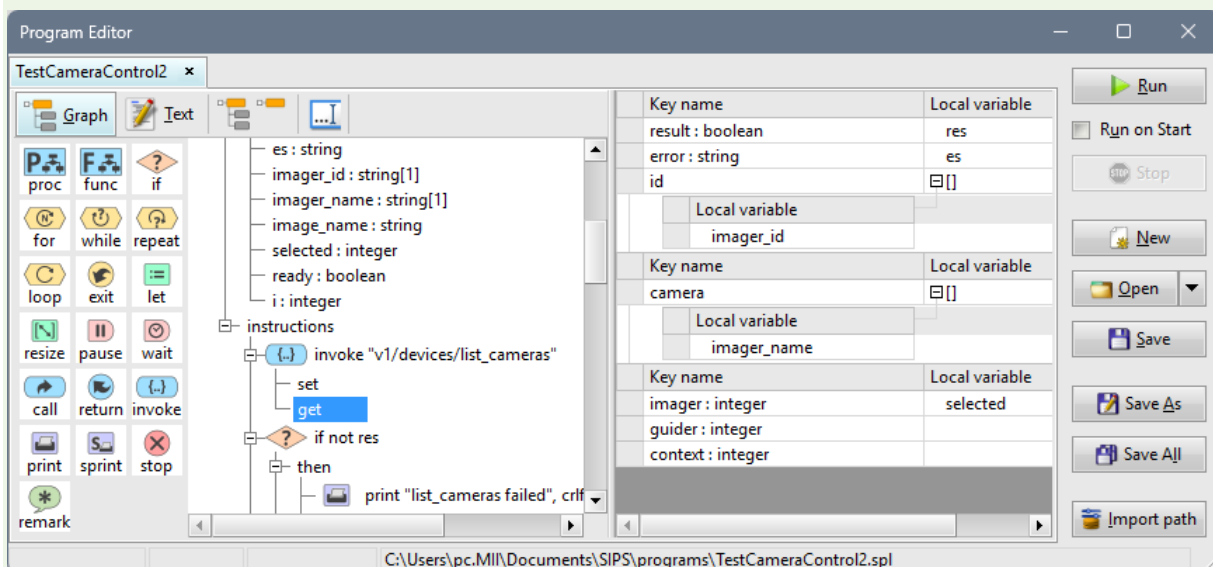 Program Editor
TestCameraControl2 ×
Graph
Text
proc
func
if
for
while
repeat
loop
exit
let
resize
pause
wait
call
return
invoke
print
sprint
stop
remark
es : string
imager_id : string[1]
imager_name : string[1]
image_name : string
selected : integer
ready : boolean
i : integer
instructions
{..} invoke "v1/devices/list_cameras"
set
get
? if not res
then
print "list_cameras failed", crlf
Key name Local variable
result : boolean res
error : string es
id []
Local variable
imager_id
Key name Local variable
camera []
Local variable
imager_name
Key name Local variable
imager : integer selected
guider : integer
context : integer
Run
Run on Start
Stop
New
Open
Save
Save As
Save All
Import path
C:\Users\pc.MII\Documents\SIPS\programs\TestCameraControl2.spl